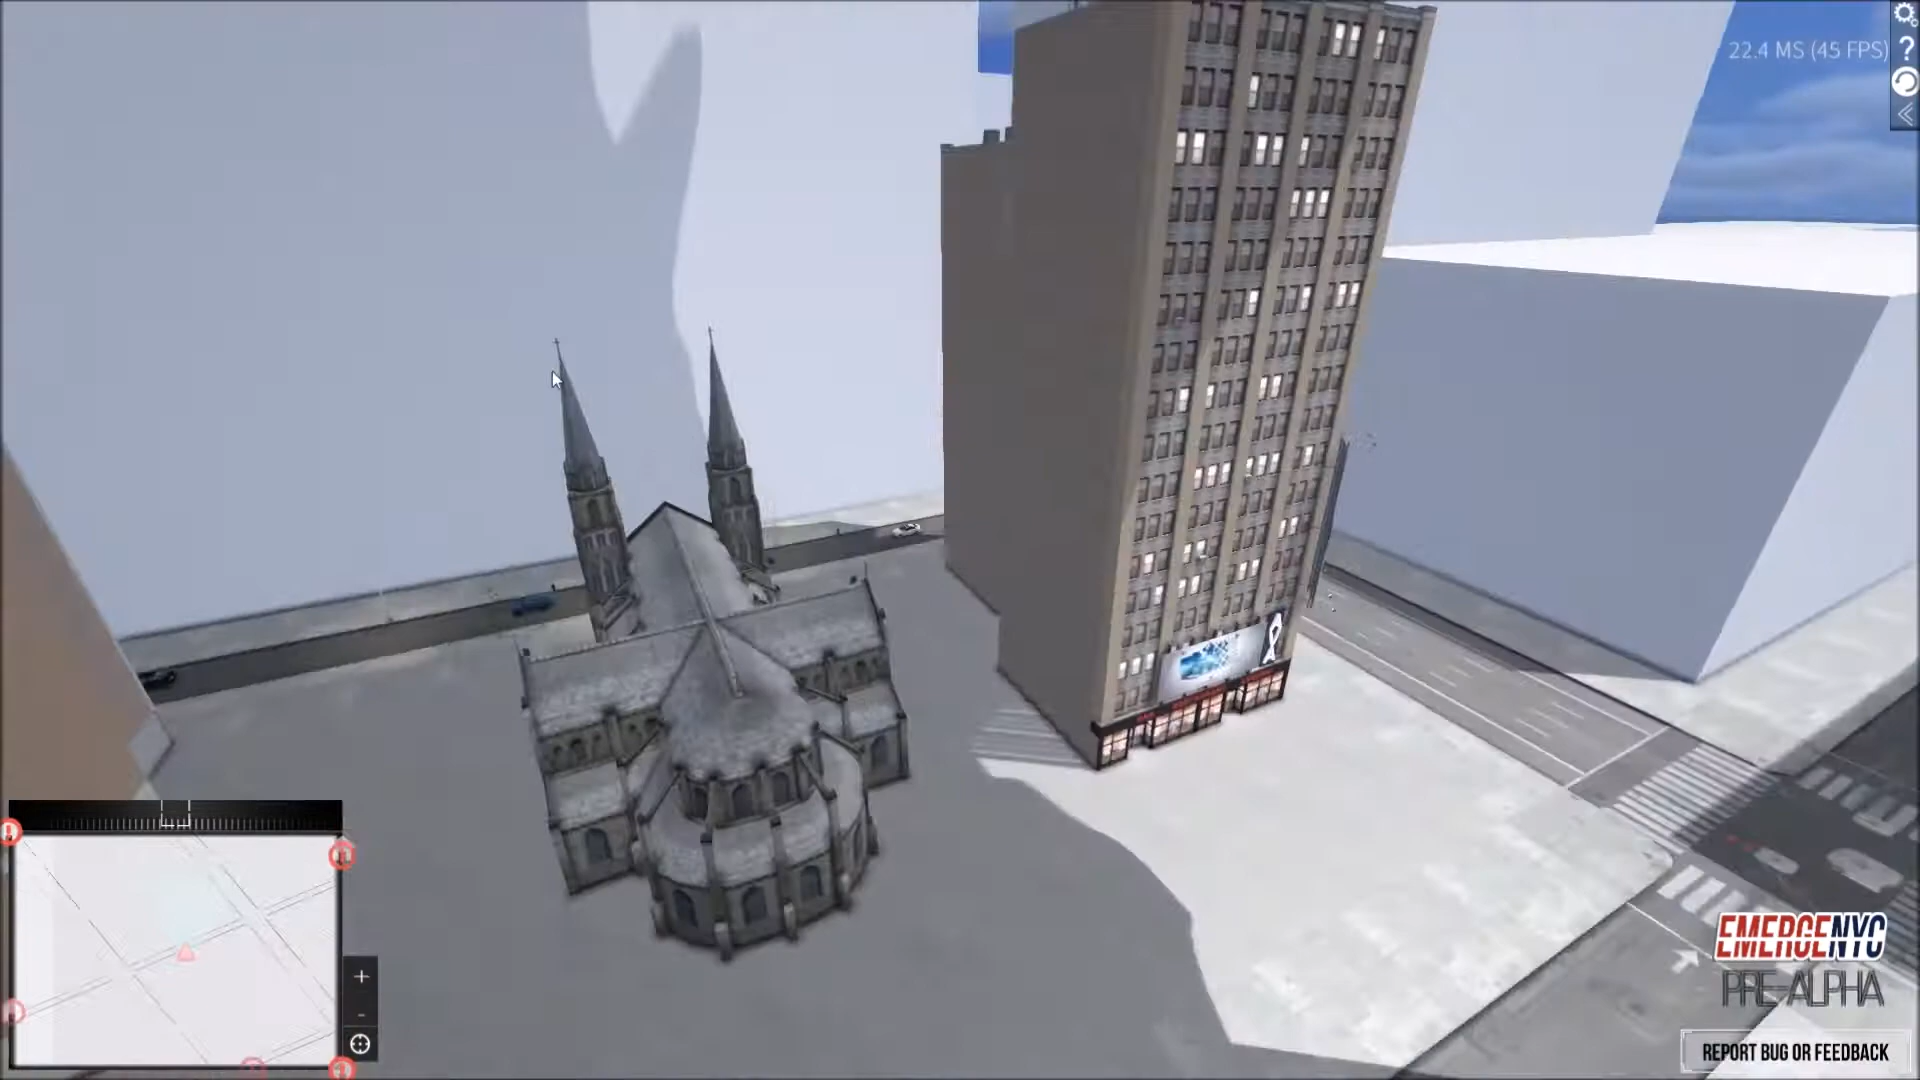 22.4 MS (45 FPS)
?
EMERGENYC
PRE-ALPHA
REPORT BUG OR FEEDBACK